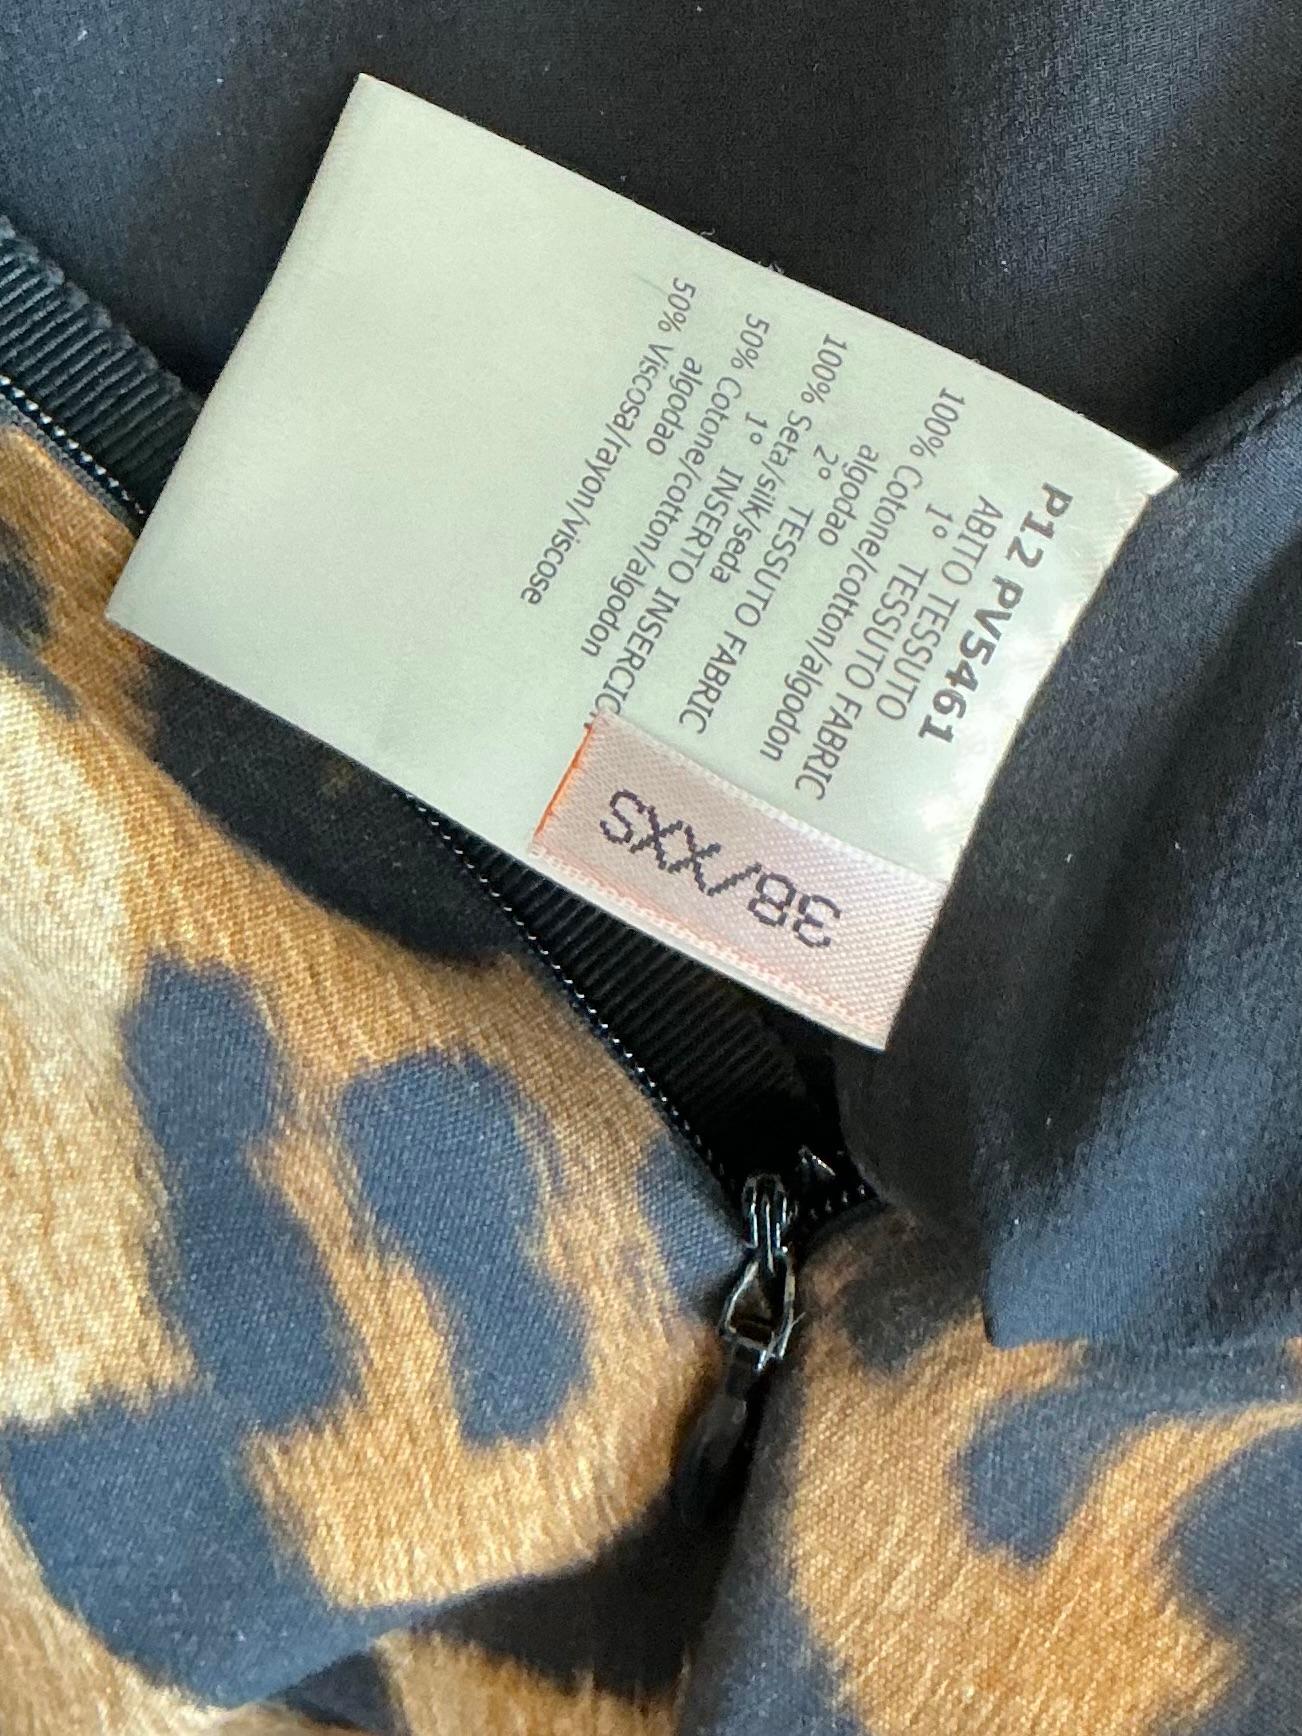 P12 PV5461
ABITO TESSUTO
1° TESSUTO FABRIC
100% Cotone/cotton/algodon
algodao
2° TESSUTO FABRIC
100% Seta/silk/seda
1° INSERTO INSERCIO
50% Cotone/cotton/algodon
algodao
50% Viscosa/rayon/viscose
38/XXS